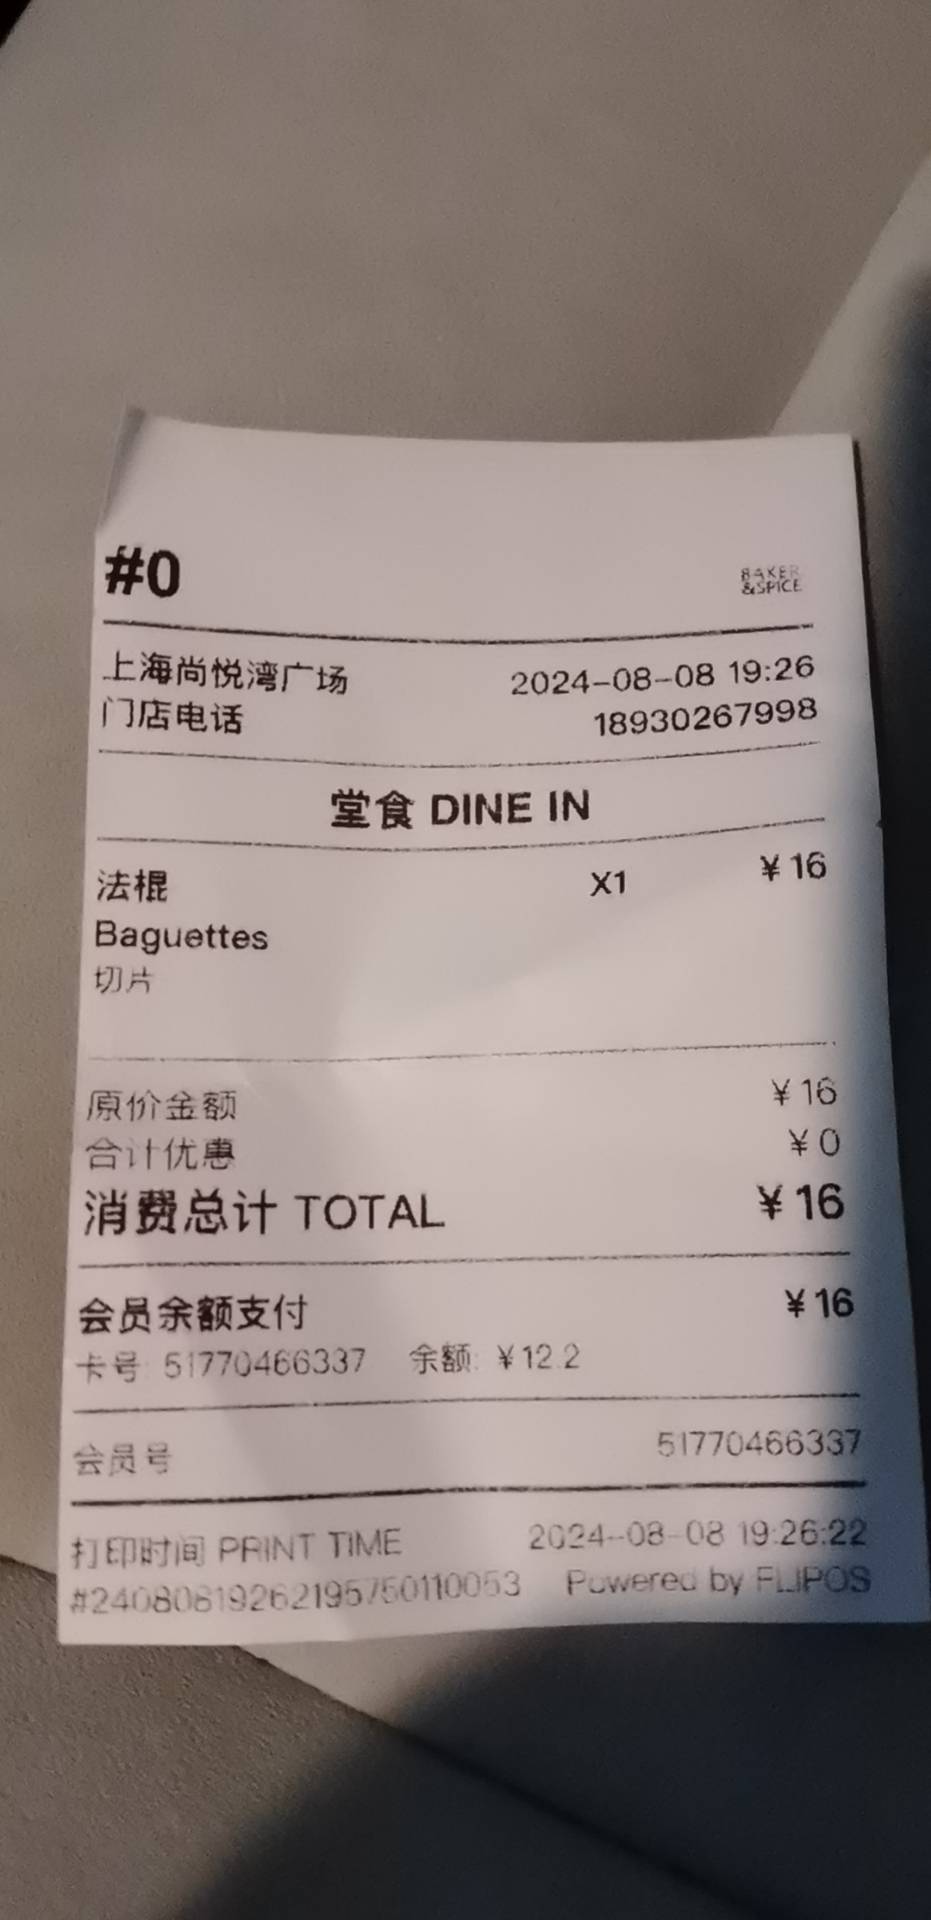 #0
BAKER
&SPICE
上海尚悦湾广场 2024-08-08 19:26
门店电话 18930267998
堂食 DINE IN
法棍 X1 ¥16
Baguettes
切片
原价金额 ¥16
合计优惠 ¥0
消费总计 TOTAL ¥16
会员余额支付 ¥16
卡号: 51770466337 余额: ¥12.2
会员号 51770466337
打印时间 PRINT TIME 2024-08-08 19:26:22
#24080819262195750110053 Powered by FLIPOS